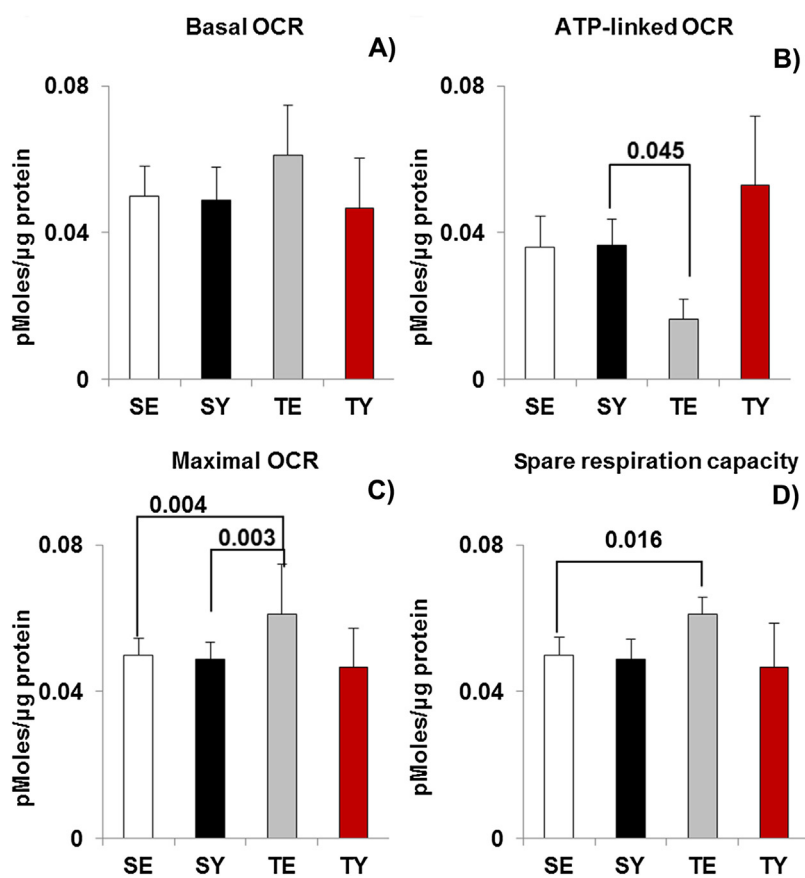 Basal OCR
A)
pMoles/µg protein
0.08
0.04
0
SE SY TE TY
ATP-linked OCR
B)
pMoles/µg protein
0.08
0.04
0
0.045
SE SY TE TY
Maximal OCR
C)
pMoles/µg protein
0.08
0.04
0
0.004
0.003
SE SY TE TY
Spare respiration capacity
D)
pMoles/µg protein
0.08
0.04
0
0.016
SE SY TE TY